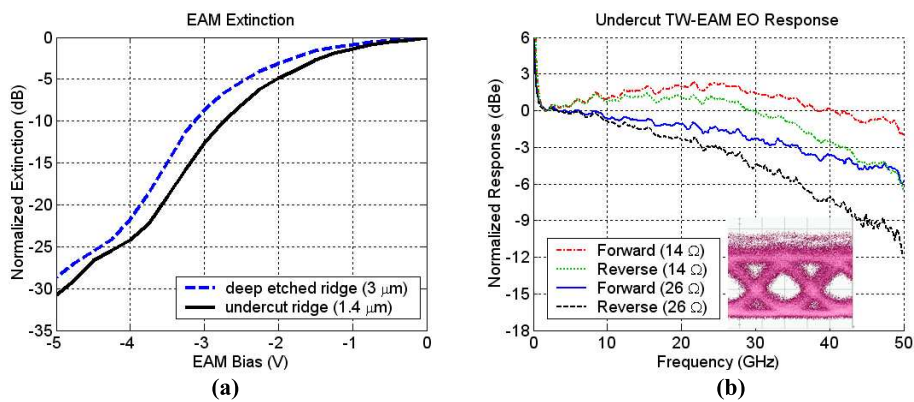 EAM Extinction
Normalized Extinction (dB)
0
-5
-10
-15
-20
-25
-30
-35
-5
-4
-3
-2
-1
0
EAM Bias (V)
deep etched ridge (3 μm)
undercut ridge (1.4 μm)
(a)
Undercut TW-EAM EO Response
Normalized Response (dBe)
6
3
0
-3
-6
-9
-12
-15
-18
0
10
20
30
40
50
Frequency (GHz)
Forward (14 Ω)
Reverse (14 Ω)
Forward (26 Ω)
Reverse (26 Ω)
(b)